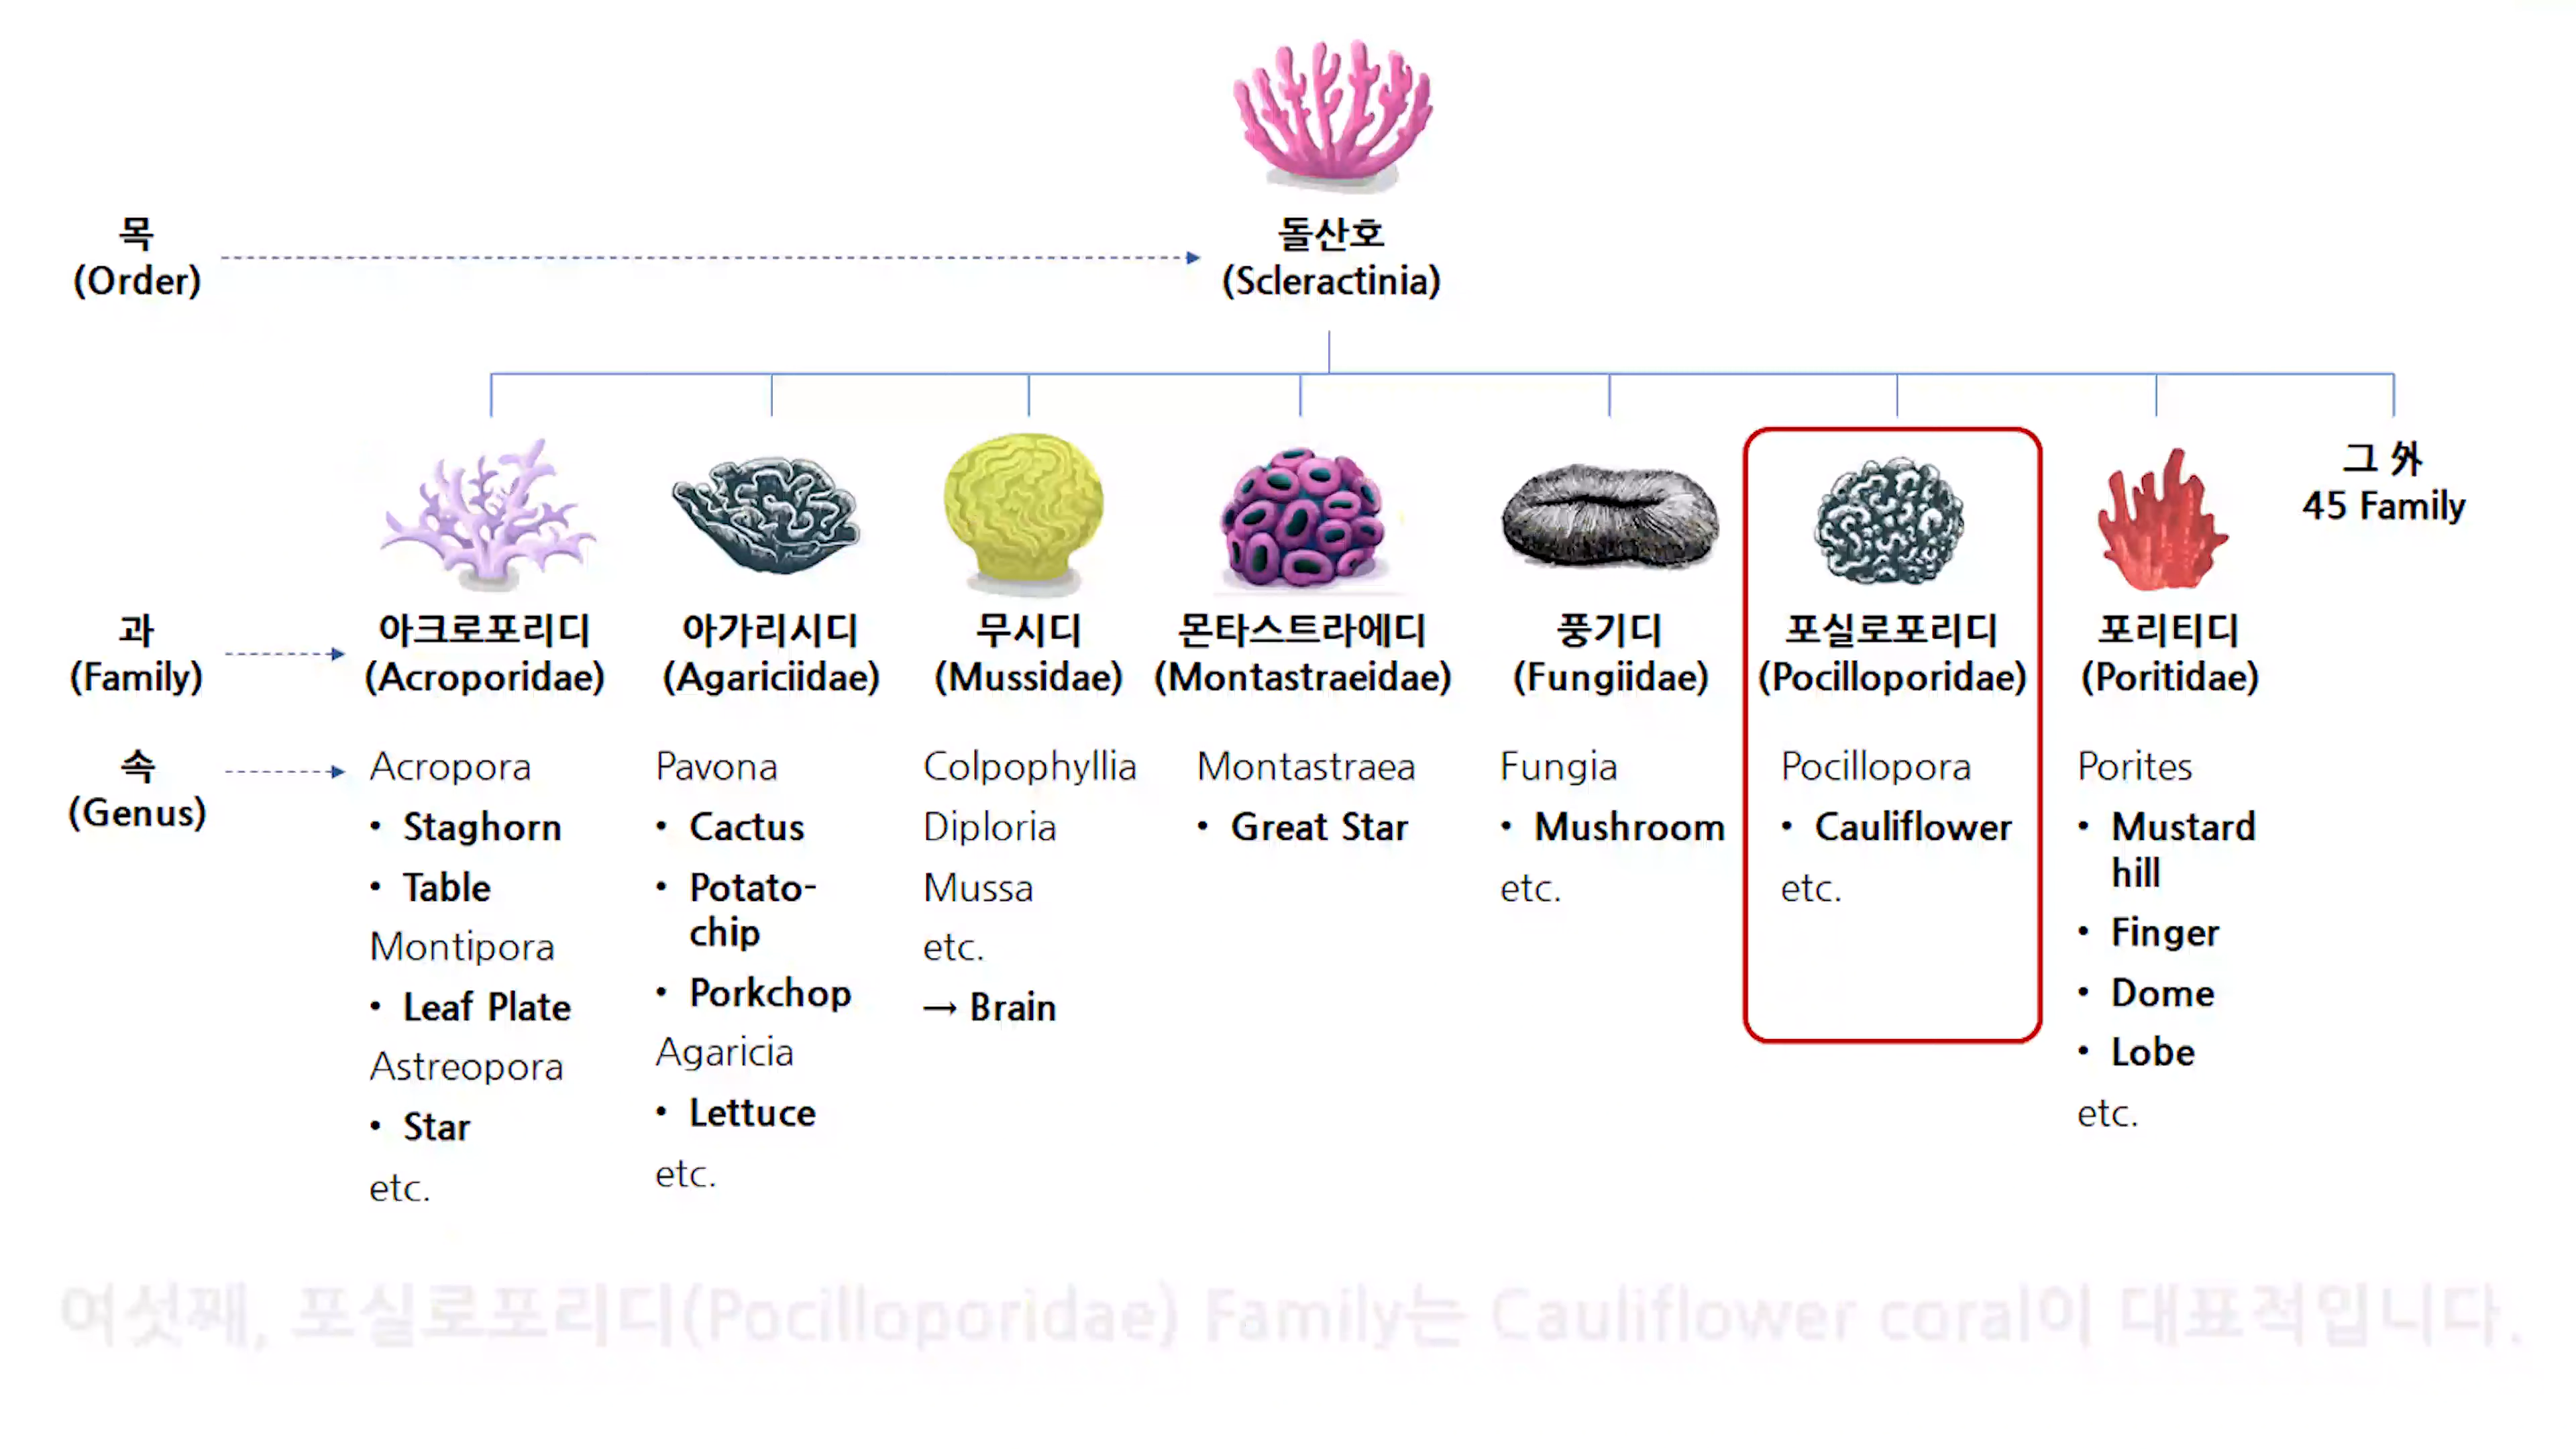 돌산호
(Scleractinia)
목
(Order)
과
(Family)
아크로포리디
(Acroporidae)
아가리시디
(Agariciidae)
무시디
(Mussidae)
몬타스트라에디
(Montastraeidae)
풍기디
(Fungiidae)
포실로포리디
(Pocilloporidae)
포리티디
(Poritidae)
그 外
45 Family
속
(Genus)
Acropora
• Staghorn
• Table
Montipora
• Leaf Plate
Astreopora
• Star
etc.
Pavona
• Cactus
• Potato-
chip
• Porkchop
Agaricia
• Lettuce
etc.
Colpophyllia
Diploria
Mussa
etc.
→ Brain
Montastraea
• Great Star
Fungia
• Mushroom
etc.
Pocillopora
• Cauliflower
etc.
Porites
• Mustard
hill
• Finger
• Dome
• Lobe
etc.
여섯째, 포실로포리디(Pocilloporidae) Family는 Cauliflower coral이 대표적입니다.